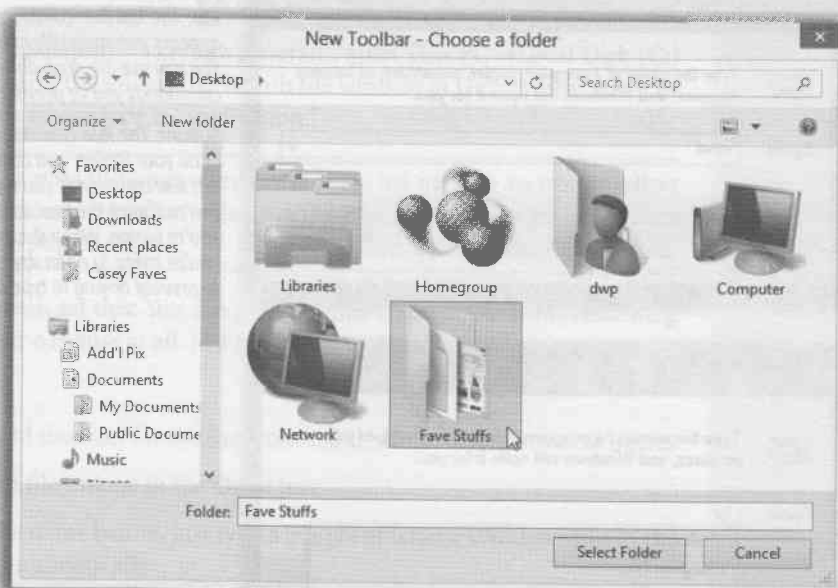 New Toolbar - Choose a folder
Desktop
Search Desktop
Organize
New folder
Favorites
Desktop
Downloads
Recent places
Casey Faves
Libraries
Add'l Pix
Documents
My Documents
Public Docume
Music
Libraries
Homegroup
dwp
Computer
Network
Fave Stuffs
Folder: Fave Stuffs
Select Folder
Cancel